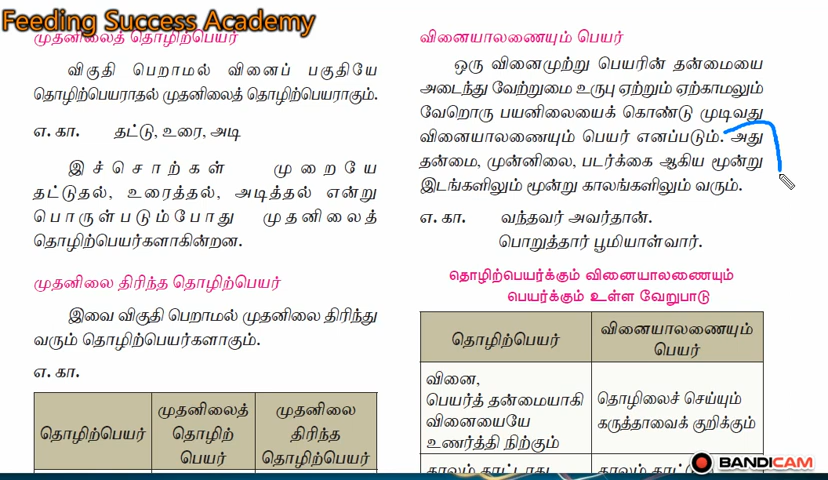 Feeding Success Academy
முதனிலைத் தொழிற்பெயர்
விகுதி பெறாமல் வினைப் பகுதியே
தொழிற்பெயராதல் முதனிலைத் தொழிற்பெயராகும்.
எ. கா. தட்டு, உரை, அடி
இச்சொற்கள் முறையே
தட்டுதல், உரைத்தல், அடித்தல் என்று
பொருள்படும்போது முதனிலைத்
தொழிற்பெயர்களாகின்றன.
முதனிலை திரிந்த தொழிற்பெயர்
இவை விகுதி பெறாமல் முதனிலை திரிந்து
வரும் தொழிற்பெயர்களாகும்.
எ. கா.
தொழிற்பெயர்
முதனிலைத்
தொழிற்
பெயர்
முதனிலை
திரிந்த
தொழிற்பெயர்
வினையாலணையும் பெயர்
ஒரு வினைமுற்று பெயரின் தன்மையை
அடைந்து வேற்றுமை உருபு ஏற்றும் ஏற்காமலும்
வேறொரு பயனிலையைக் கொண்டு முடிவது
வினையாலணையும் பெயர் எனப்படும். அது
தன்மை, முன்னிலை, படர்க்கை ஆகிய மூன்று
இடங்களிலும் மூன்று காலங்களிலும் வரும்.
எ. கா. வந்தவர் அவர்தான்.
பொறுத்தார் பூமியாள்வார்.
தொழிற்பெயர்க்கும் வினையாலணையும்
பெயர்க்கும் உள்ள வேறுபாடு
தொழிற்பெயர்
வினையாலணையும்
பெயர்
வினை,
பெயர்த் தன்மையாகி
வினையையே
உணர்த்தி நிற்கும்
தொழிலைச் செய்யும்
கருத்தாவைக் குறிக்கும்
காலம் காட்டாது
காலம்
BANDICAM